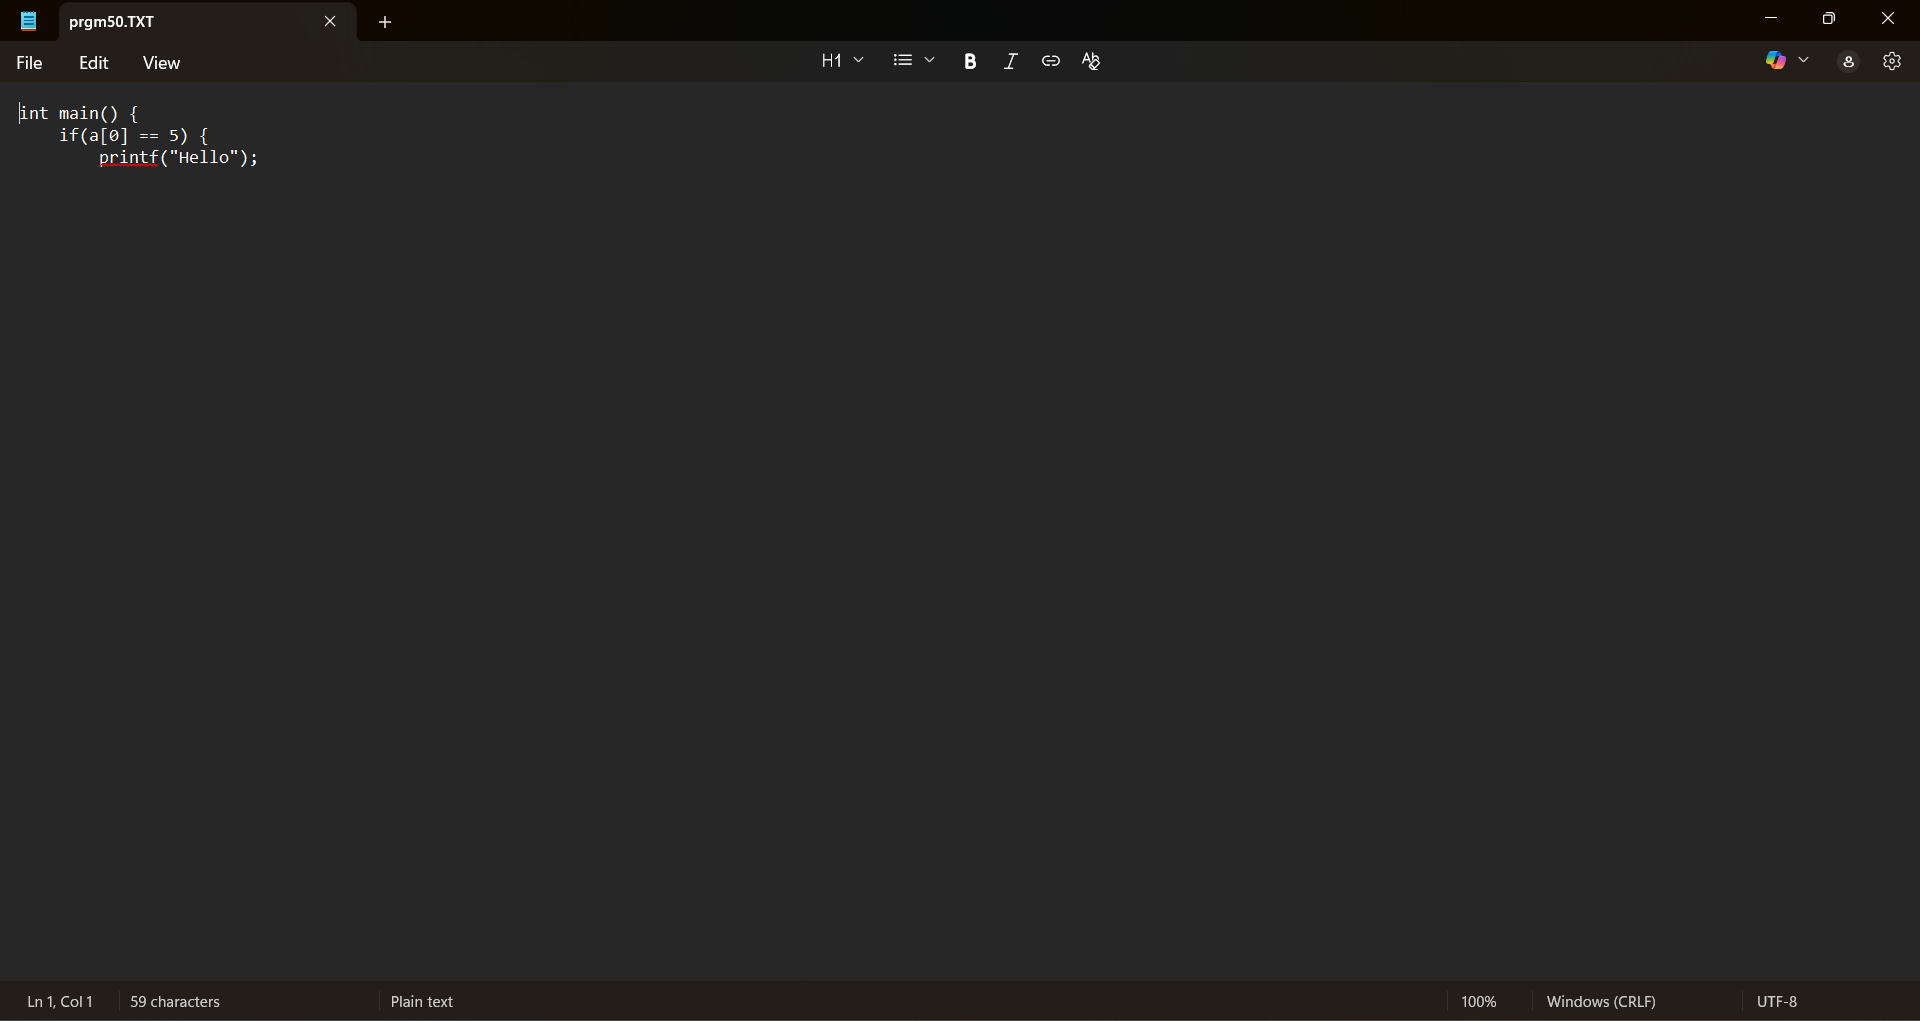 prgm50.TXT
File Edit View H1 B I
int main() {
    if(a[0] == 5) {
        printf("Hello");
Ln 1, Col 1 59 characters Plain text 100% Windows (CRLF) UTF-8